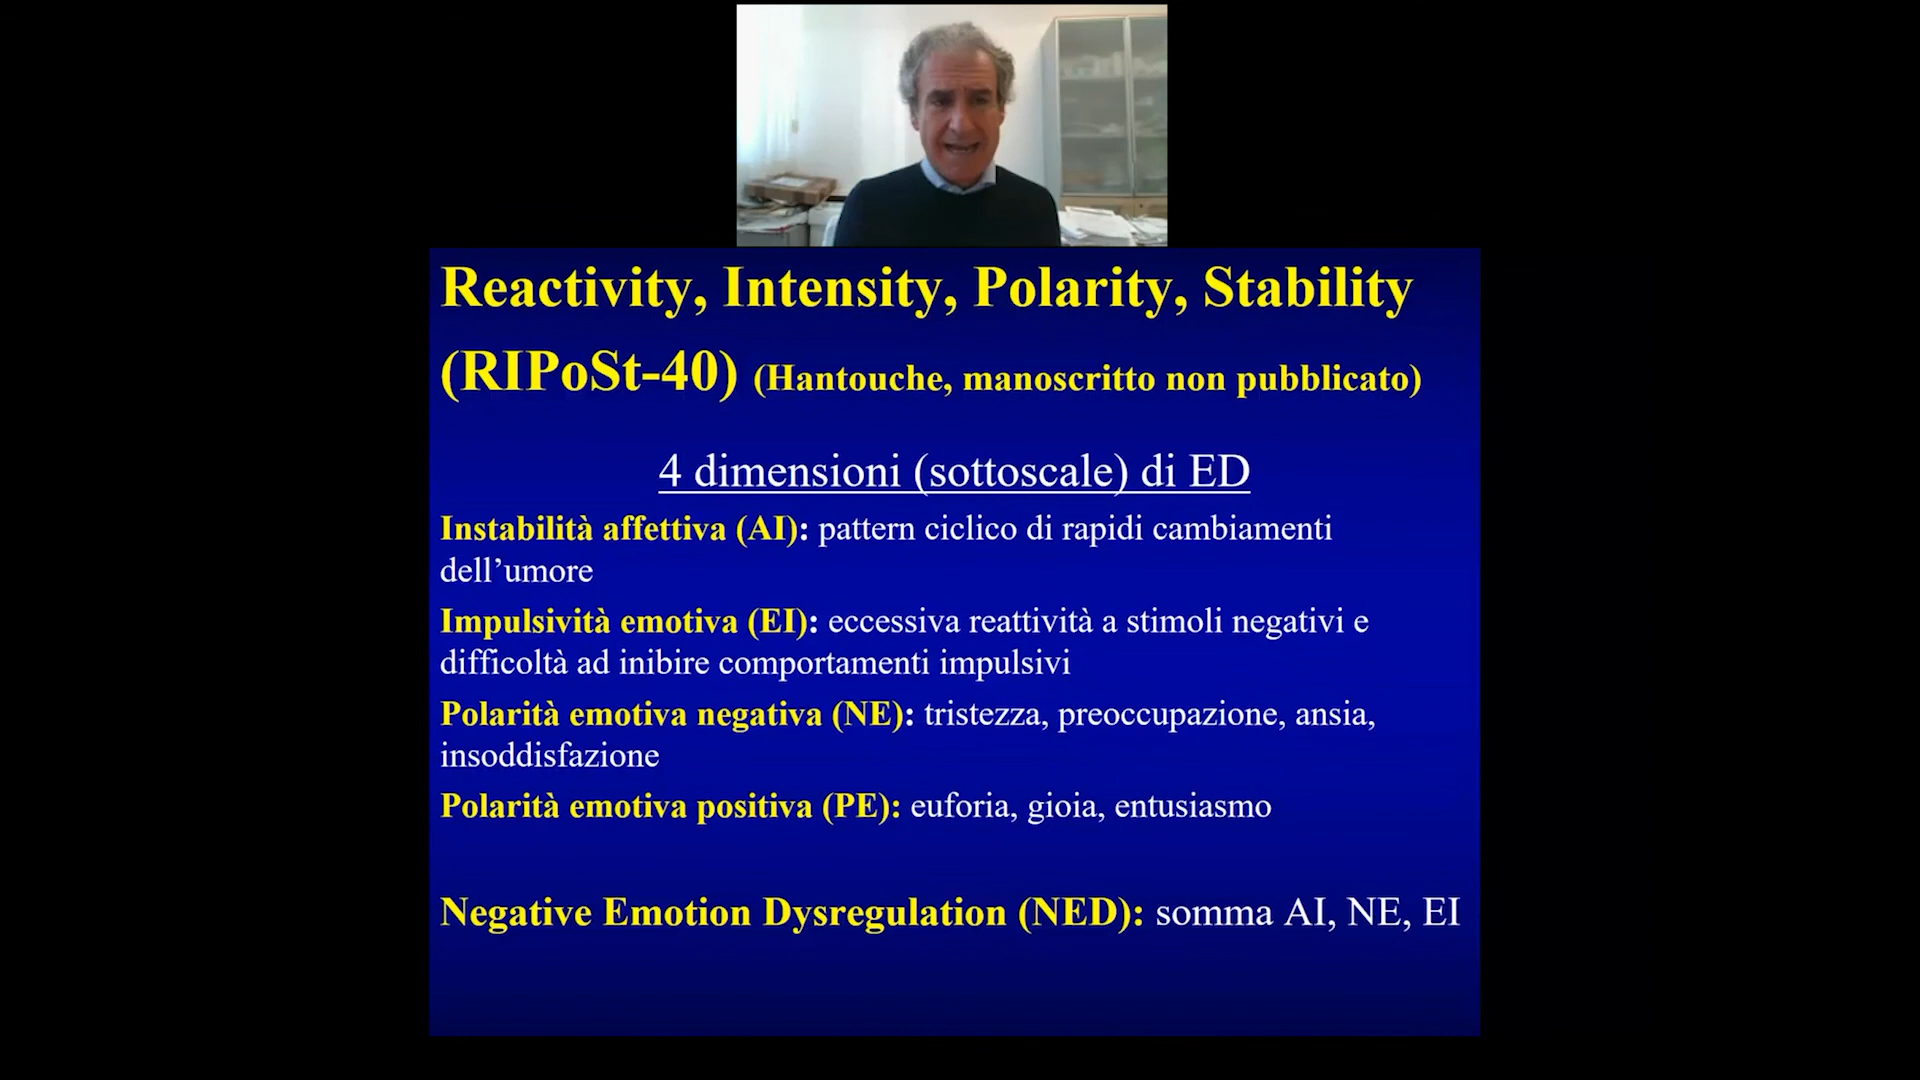 Reactivity, Intensity, Polarity, Stability
(RIPoSt-40) (Hantouche, manoscritto non pubblicato)
4 dimensioni (sottoscale) di ED
Instabilità affettiva (AI): pattern ciclico di rapidi cambiamenti
dell’umore
Impulsività emotiva (EI): eccessiva reattività a stimoli negativi e
difficoltà ad inibire comportamenti impulsivi
Polarità emotiva negativa (NE): tristezza, preoccupazione, ansia,
insoddisfazione
Polarità emotiva positiva (PE): euforia, gioia, entusiasmo
Negative Emotion Dysregulation (NED): somma AI, NE, EI